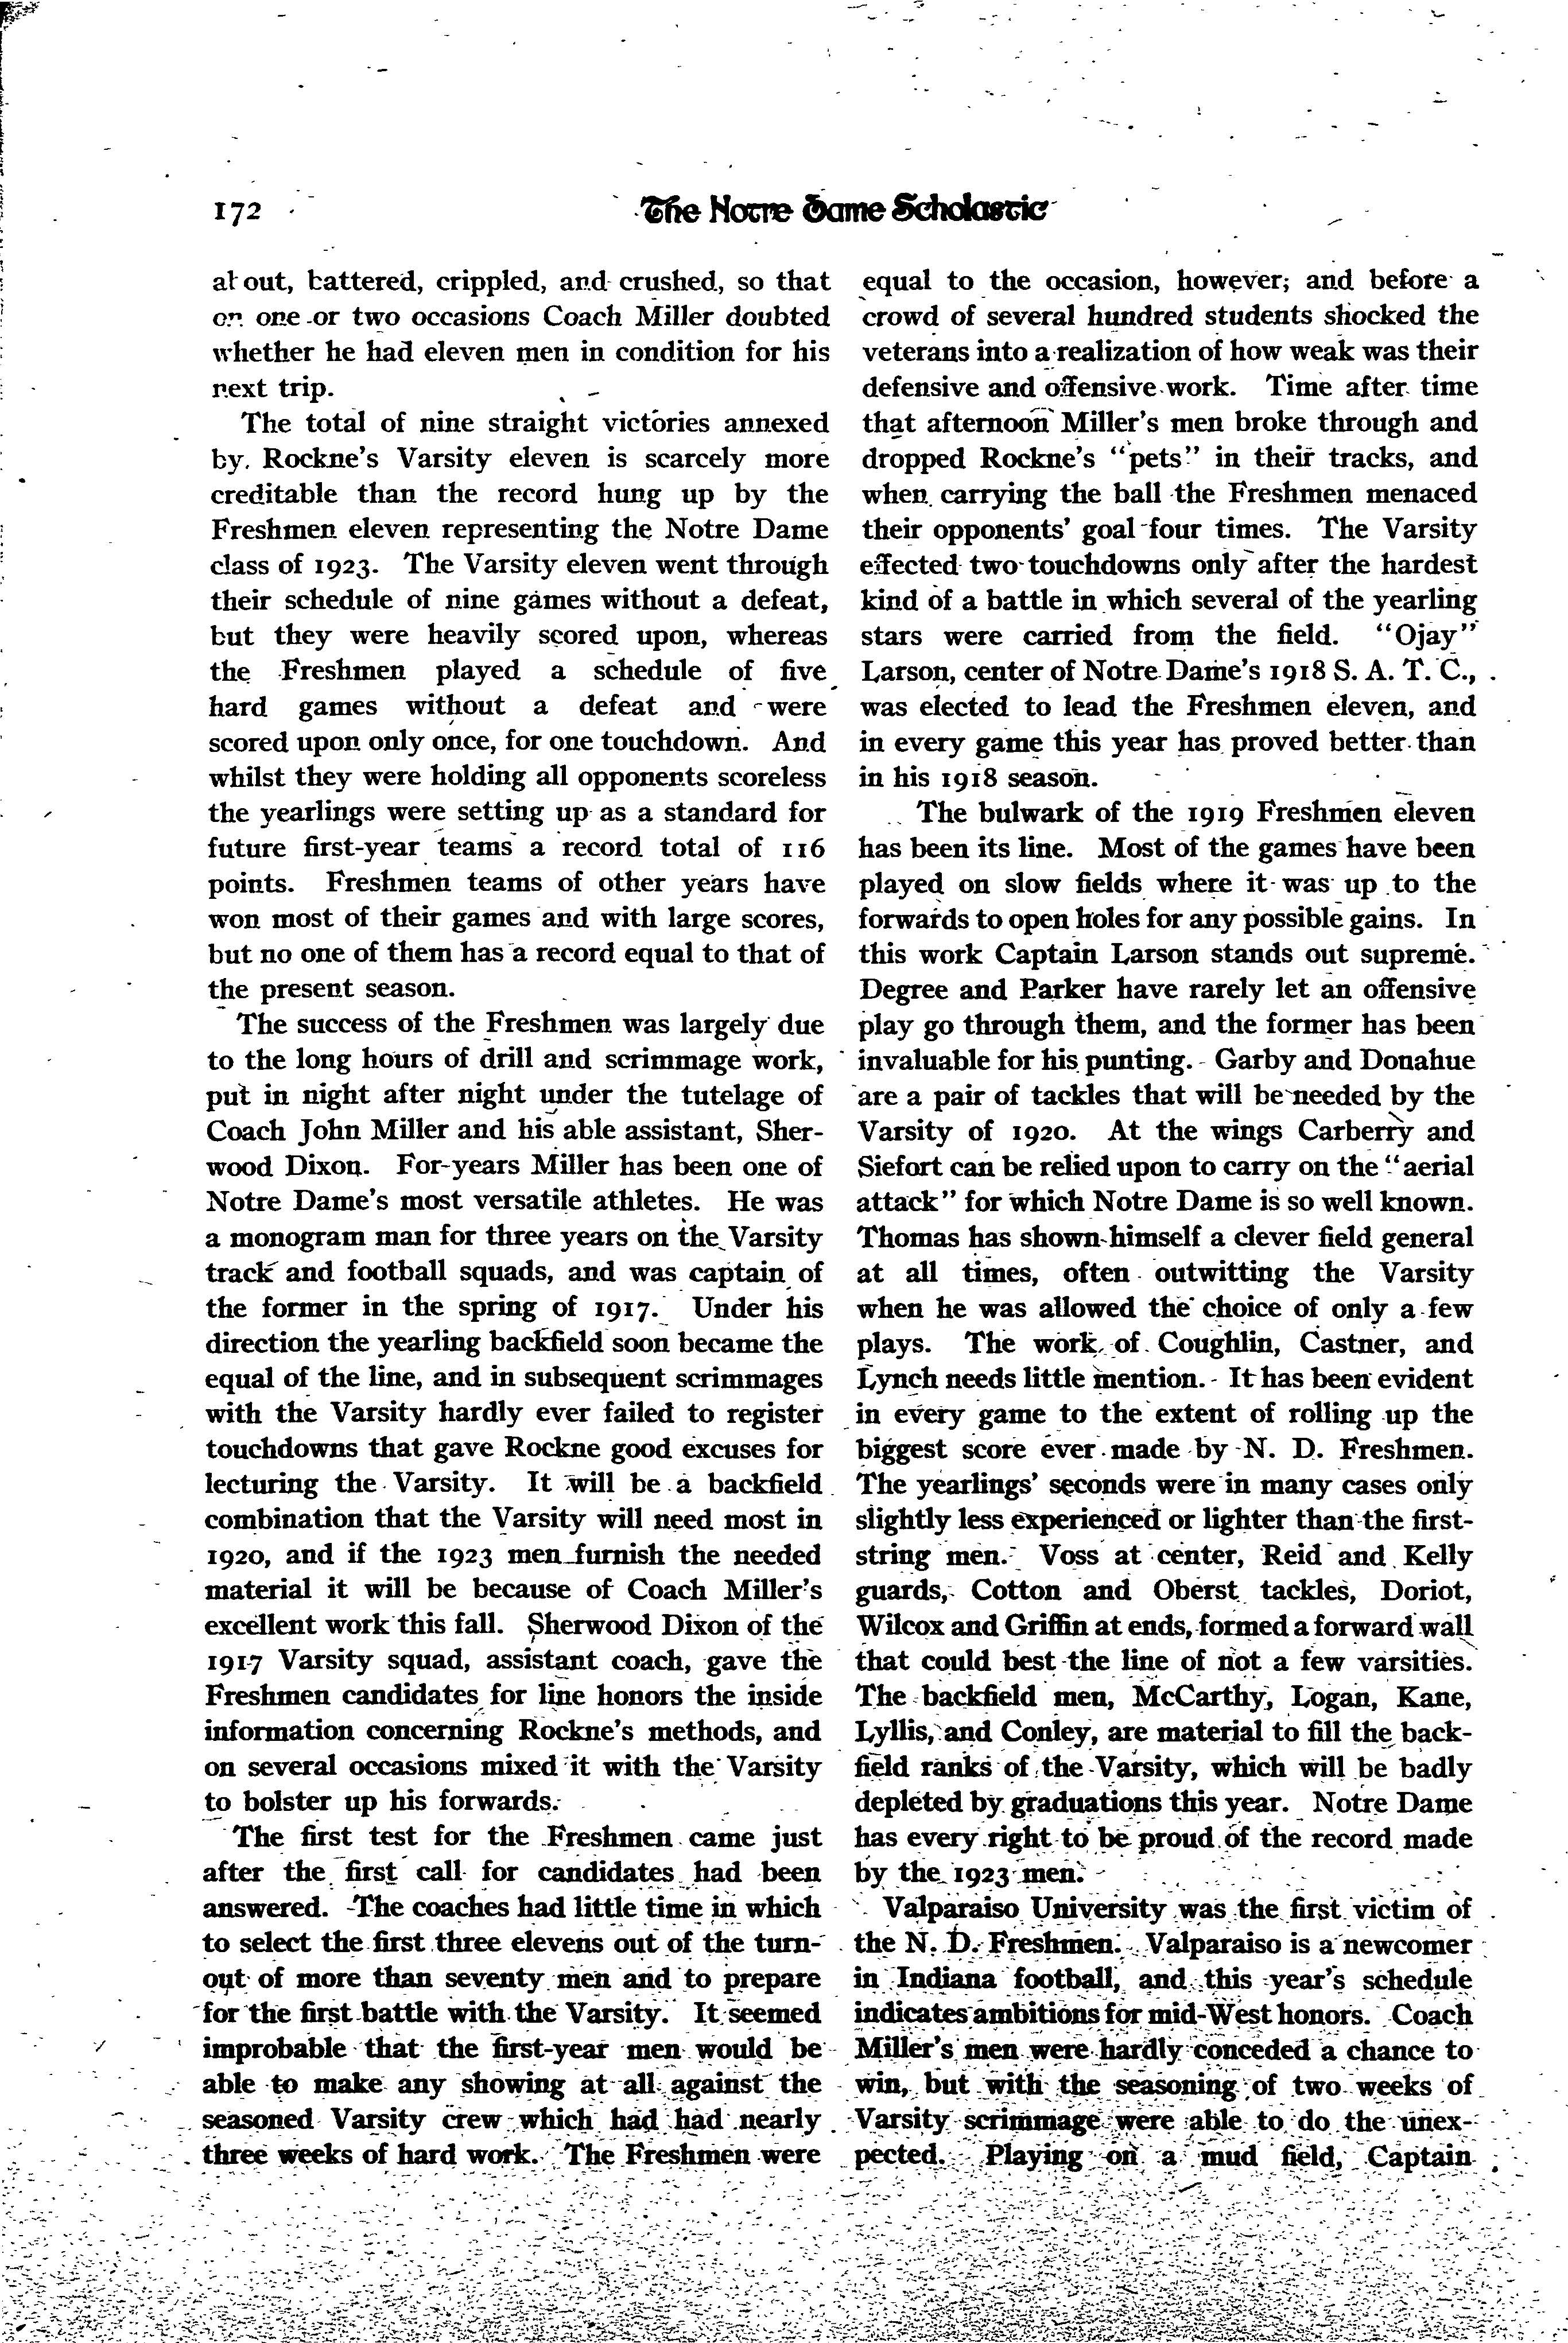 172
The Notre Dame Scholastic
about, battered, crippled, and crushed, so that
on one or two occasions Coach Miller doubted
whether he had eleven men in condition for his
next trip.
The total of nine straight victories annexed
by Rockne's Varsity eleven is scarcely more
creditable than the record hung up by the
Freshmen eleven representing the Notre Dame
class of 1923. The Varsity eleven went through
their schedule of nine games without a defeat,
but they were heavily scored upon, whereas
the Freshmen played a schedule of five
hard games without a defeat and were
scored upon only once, for one touchdown. And
whilst they were holding all opponents scoreless
the yearlings were setting up as a standard for
future first-year teams a record total of 116
points. Freshmen teams of other years have
won most of their games and with large scores,
but no one of them has a record equal to that of
the present season.
The success of the Freshmen was largely due
to the long hours of drill and scrimmage work,
put in night after night under the tutelage of
Coach John Miller and his able assistant, Sher-
wood Dixon. For years Miller has been one of
Notre Dame's most versatile athletes. He was
a monogram man for three years on the Varsity
track and football squads, and was captain of
the former in the spring of 1917. Under his
direction the yearling backfield soon became the
equal of the line, and in subsequent scrimmages
with the Varsity hardly ever failed to register
touchdowns that gave Rockne good excuses for
lecturing the Varsity. It will be a backfield
combination that the Varsity will need most in
1920, and if the 1923 men furnish the needed
material it will be because of Coach Miller's
excellent work this fall. Sherwood Dixon of the
1917 Varsity squad, assistant coach, gave the
Freshmen candidates for line honors the inside
information concerning Rockne's methods, and
on several occasions mixed it with the Varsity
to bolster up his forwards.
The first test for the Freshmen came just
after the first call for candidates had been
answered. The coaches had little time in which
to select the first three elevens out of the turn-
out of more than seventy men and to prepare
for the first battle with the Varsity. It seemed
improbable that the first-year men would be
able to make any showing at all against the
seasoned Varsity crew which had had nearly
three weeks of hard work. The Freshmen were
equal to the occasion, however; and before a
crowd of several hundred students shocked the
veterans into a realization of how weak was their
defensive and offensive work. Time after time
that afternoon Miller's men broke through and
dropped Rockne's "pets" in their tracks, and
when carrying the ball the Freshmen menaced
their opponents' goal four times. The Varsity
effected two touchdowns only after the hardest
kind of a battle in which several of the yearling
stars were carried from the field. "Ojay"
Larson, center of Notre Dame's 1918 S. A. T. C.,
was elected to lead the Freshmen eleven, and
in every game this year has proved better than
in his 1918 season.
The bulwark of the 1919 Freshmen eleven
has been its line. Most of the games have been
played on slow fields where it was up to the
forwards to open holes for any possible gains. In
this work Captain Larson stands out supreme.
Degree and Parker have rarely let an offensive
play go through them, and the former has been
invaluable for his punting. Garby and Donahue
are a pair of tackles that will be needed by the
Varsity of 1920. At the wings Carberry and
Siefort can be relied upon to carry on the "aerial
attack" for which Notre Dame is so well known.
Thomas has shown himself a clever field general
at all times, often outwitting the Varsity
when he was allowed the choice of only a few
plays. The work of Coughlin, Castner, and
Lynch needs little mention. It has been evident
in every game to the extent of rolling up the
biggest score ever made by N. D. Freshmen.
The yearlings' seconds were in many cases only
slightly less experienced or lighter than the first-
string men. Voss at center, Reid and Kelly
guards, Cotton and Oberst tackles, Doriot,
Wilcox and Griffin at ends, formed a forward wall
that could best the line of not a few varsities.
The backfield men, McCarthy, Logan, Kane,
Lyllis, and Conley, are material to fill the back-
field ranks of the Varsity, which will be badly
depleted by graduations this year. Notre Dame
has every right to be proud of the record made
by the 1923 men.
Valparaiso University was the first victim of
the N. D. Freshmen. Valparaiso is a newcomer
in Indiana football, and this year's schedule
indicates ambitions for mid-West honors. Coach
Miller's men were hardly conceded a chance to
win, but with the seasoning of two weeks of
Varsity scrimmage were able to do the unex-
pected. Playing on a mud field, Captain